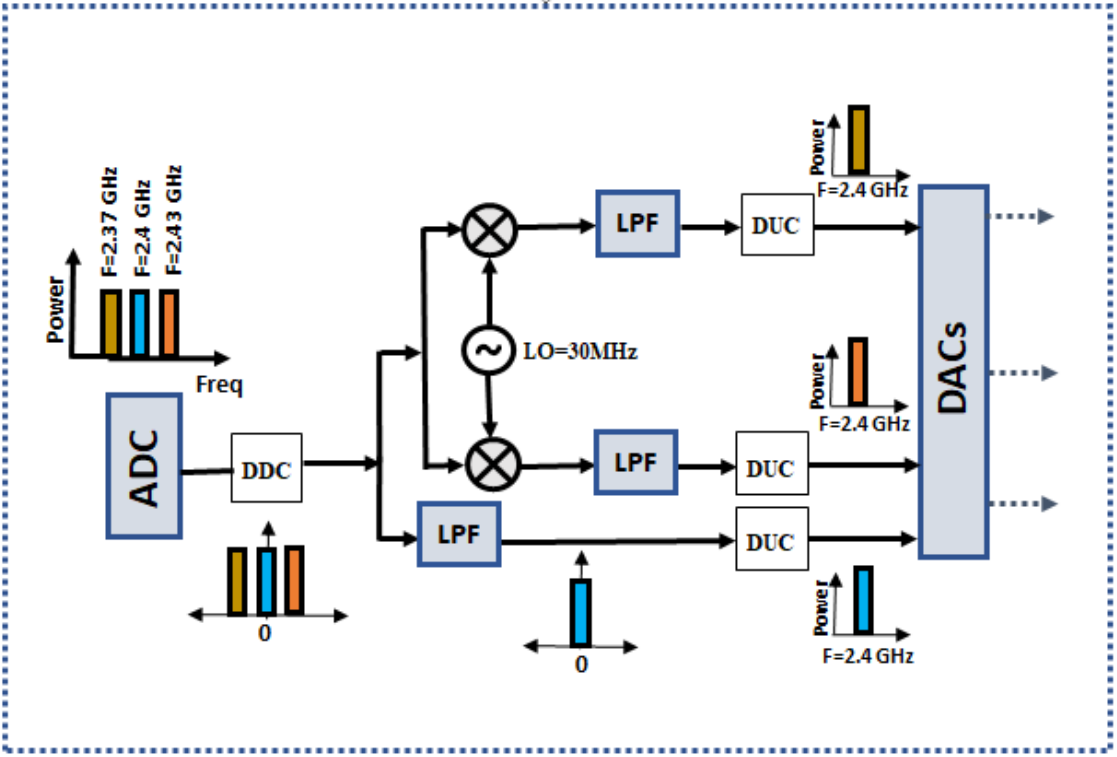 F=2.37 GHz
F=2.4 GHz
F=2.43 GHz
Power
Freq
ADC
DDC
0
LO=30MHz
LPF
DUC
Power
F=2.4 GHz
LPF
DUC
Power
F=2.4 GHz
LPF
0
DUC
Power
F=2.4 GHz
DACs